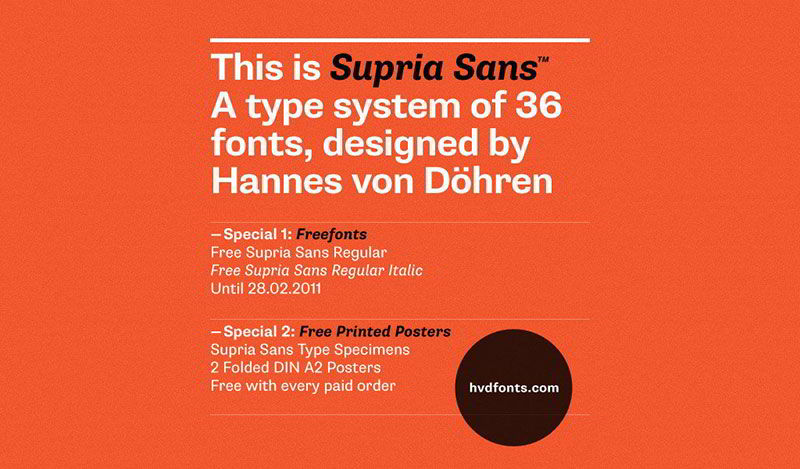 This is Supria Sans™
A type system of 36
fonts, designed by
Hannes von Döhren
— Special 1: Freefonts
Free Supria Sans Regular
Free Supria Sans Regular Italic
Until 28.02.2011
— Special 2: Free Printed Posters
Supria Sans Type Specimens
2 Folded DIN A2 Posters
Free with every paid order
hvdfonts.com